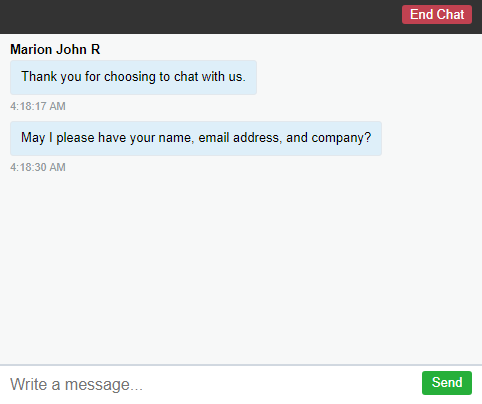 End Chat
Marion John R
Thank you for choosing to chat with us.
4:18:17 AM
May I please have your name, email address, and company?
4:18:30 AM
Write a message...
Send